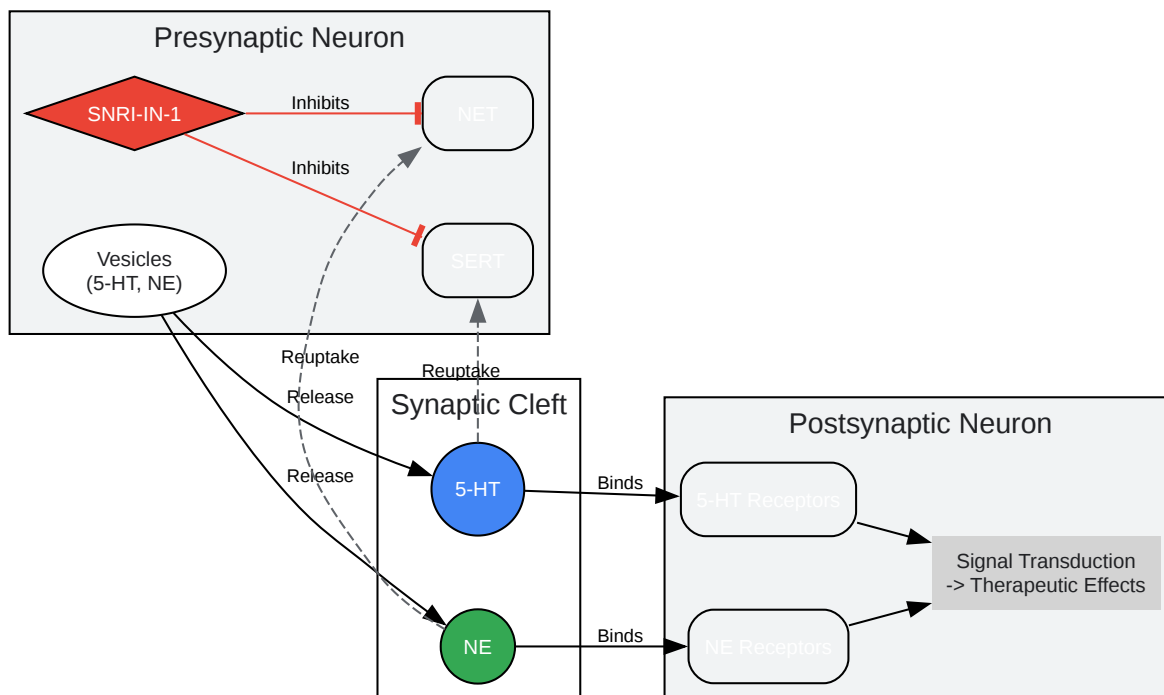 Presynaptic Neuron
SNRI-IN-1
Inhibits
NET
Inhibits
Vesicles
(5-HT, NE)
SERT
Reuptake
Reuptake
Release
Synaptic Cleft
Postsynaptic Neuron
Release
5-HT
Binds
5-HT Receptors
Signal Transduction
-> Therapeutic Effects
NE
Binds
NE Receptors